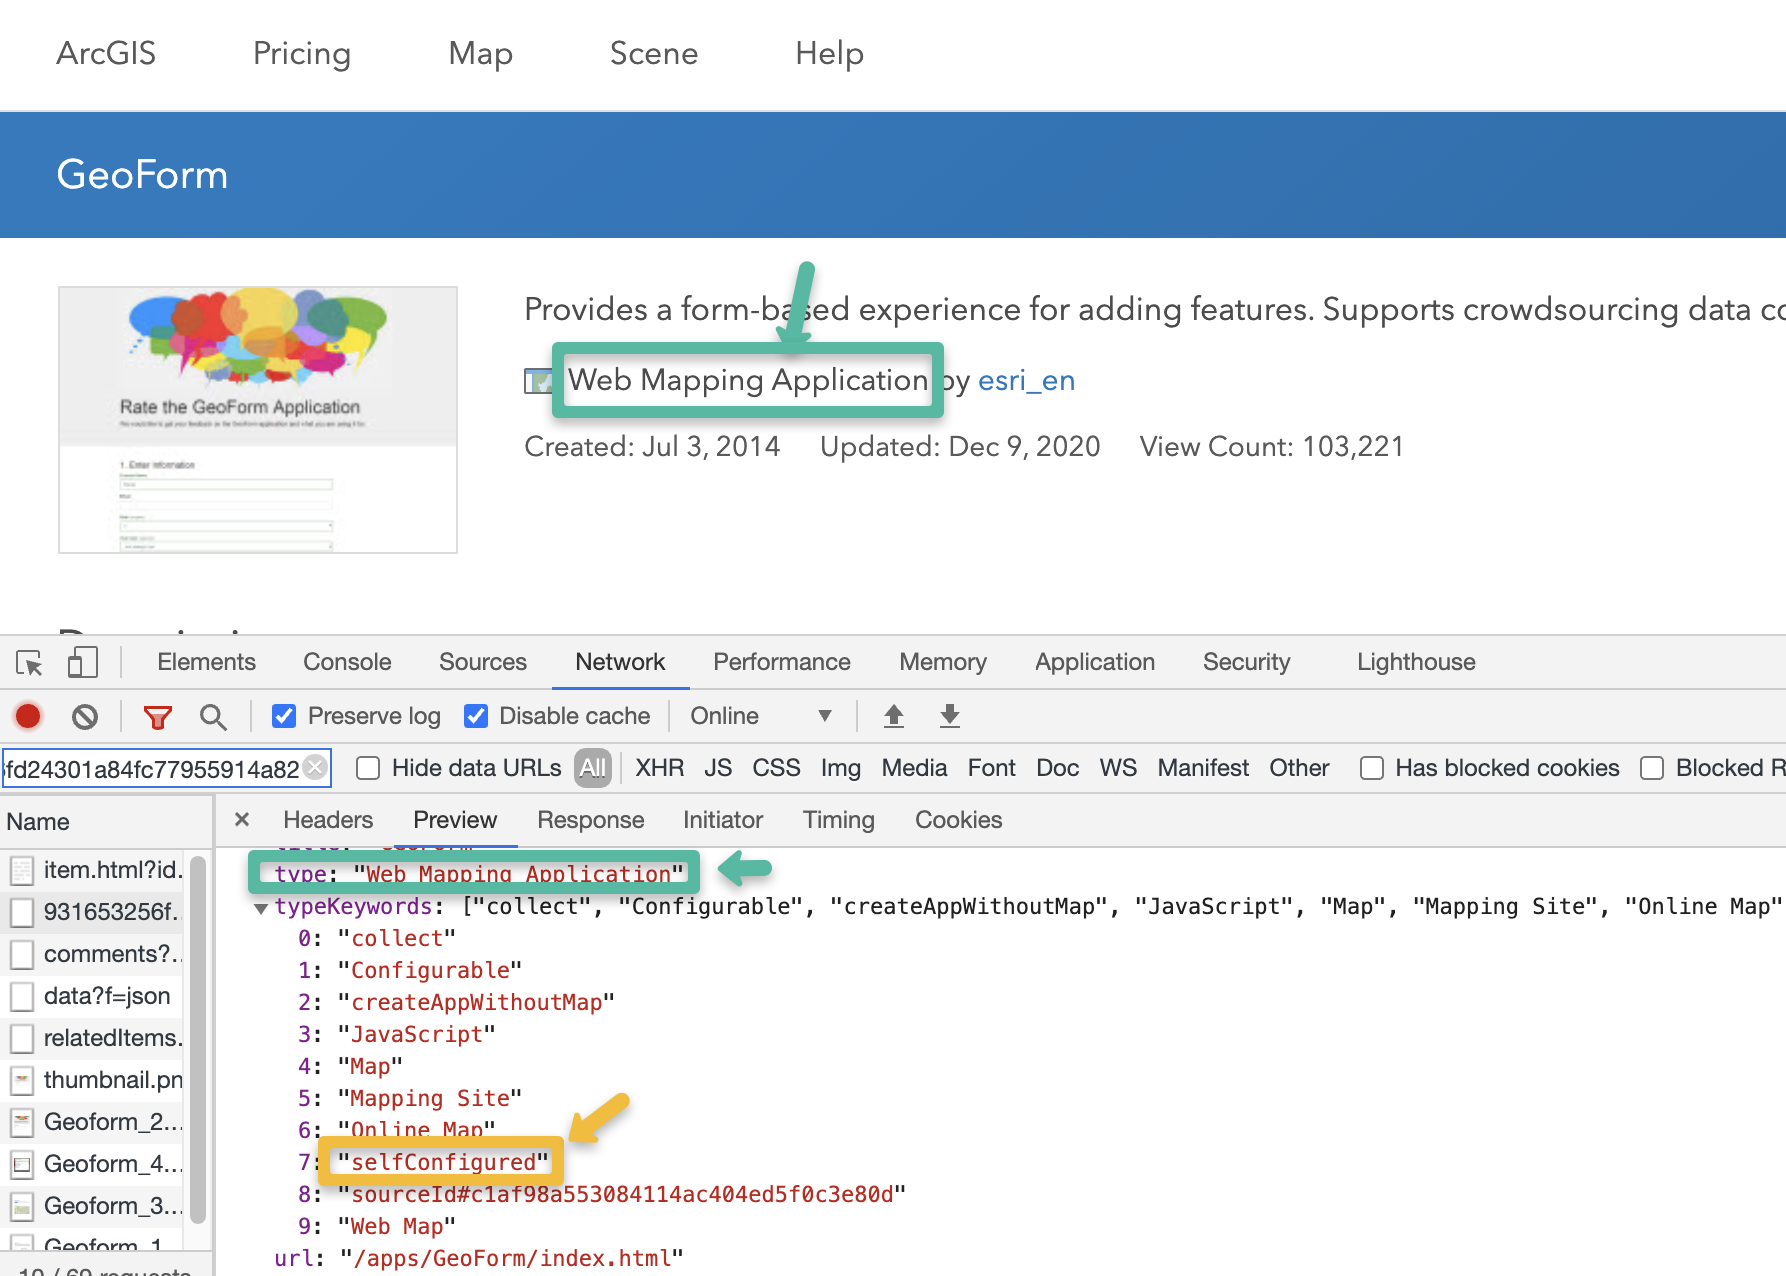 ArcGIS Pricing Map Scene Help
GeoForm
Provides a form-based experience for adding features. Supports crowdsourcing data co
Web Mapping Application by esri_en
Created: Jul 3, 2014 Updated: Dec 9, 2020 View Count: 103,221
Rate the GeoForm Application
1. Enter Information
Elements Console Sources Network Performance Memory Application Security Lighthouse
Preserve log Disable cache Online
fd24301a84fc77955914a82 Hide data URLs All XHR JS CSS Img Media Font Doc WS Manifest Other Has blocked cookies Blocked R
Name
Headers Preview Response Initiator Timing Cookies
item.html?id.
931653256f..
comments?..
data?f=json
relatedItems.
thumbnail.pn
Geoform_2...
Geoform_4...
Geoform_3...
Geoform_1
10 / 69 requests
type: "Web Mapping Application"
typeKeywords: ["collect", "Configurable", "createAppWithoutMap", "JavaScript", "Map", "Mapping Site", "Online Map"
0: "collect"
1: "Configurable"
2: "createAppWithoutMap"
3: "JavaScript"
4: "Map"
5: "Mapping Site"
6: "Online Map"
7: "selfConfigured"
8: "sourceId#c1af98a553084114ac404ed5f0c3e80d"
9: "Web Map"
url: "/apps/GeoForm/index.html"